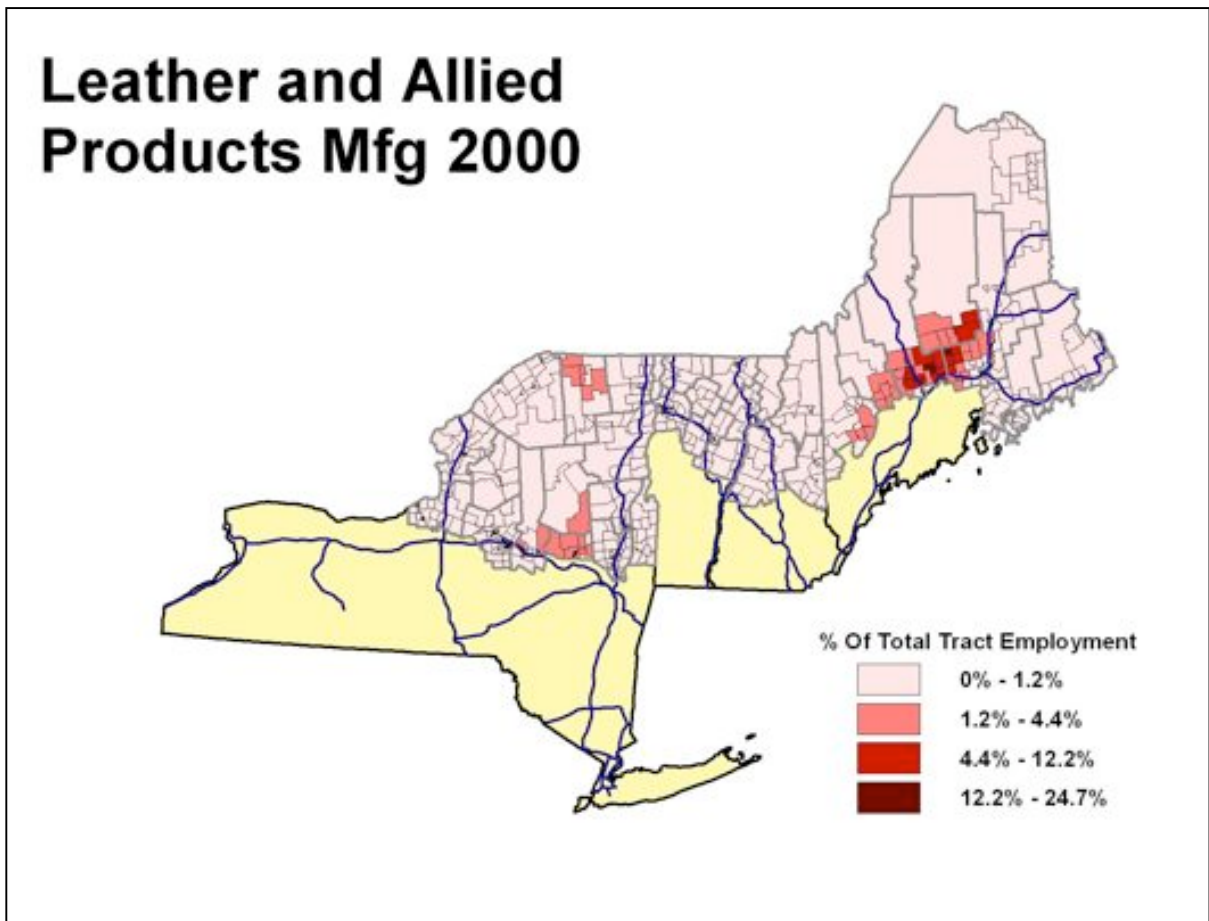 Leather and Allied
Products Mfg 2000
% Of Total Tract Employment
0% - 1.2%
1.2% - 4.4%
4.4% - 12.2%
12.2% - 24.7%